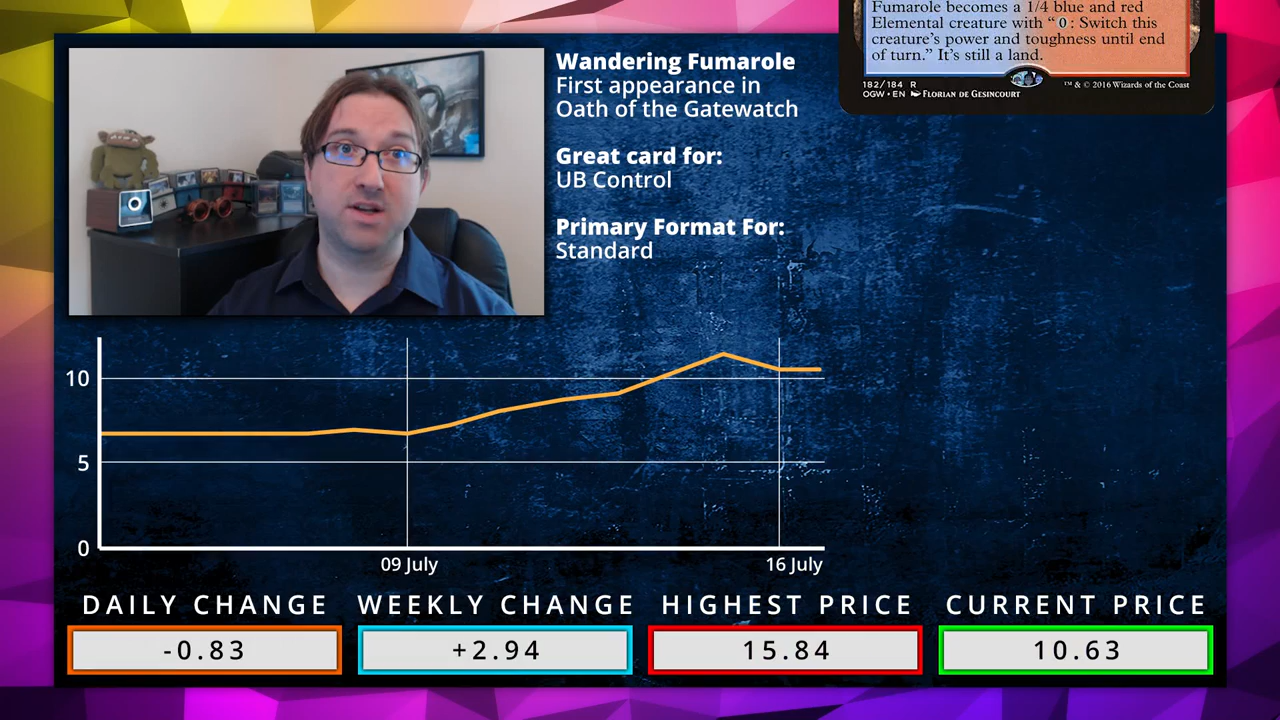 Fumarole becomes a 1/4 blue and red
Elemental creature with “0: Switch this
creature's power and toughness until end
of turn.” It's still a land.
182/184 R
OGW • EN FLORIAN DE GESINCOURT
™ & © 2016 Wizards of the Coast
Wandering Fumarole
First appearance in
Oath of the Gatewatch
Great card for:
UB Control
Primary Format For:
Standard
10
5
0
09 July
16 July
DAILY CHANGE
WEEKLY CHANGE
HIGHEST PRICE
CURRENT PRICE
-0.83
+2.94
15.84
10.63